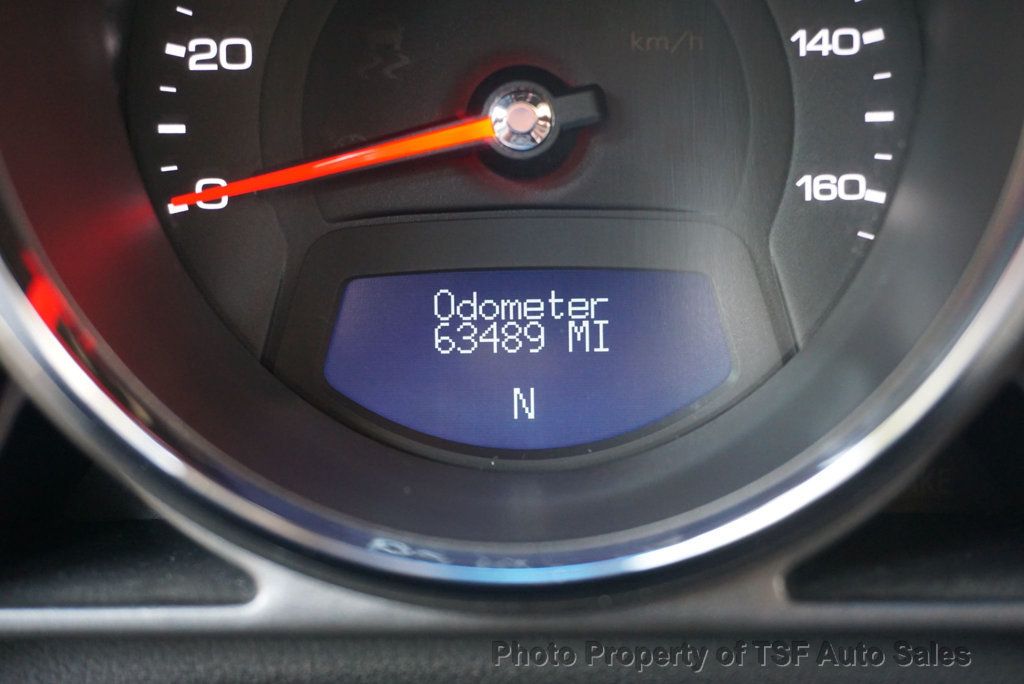 20
km/h
140
0
160
Odometer
63489 MI
N
Photo Property of TSF Auto Sales